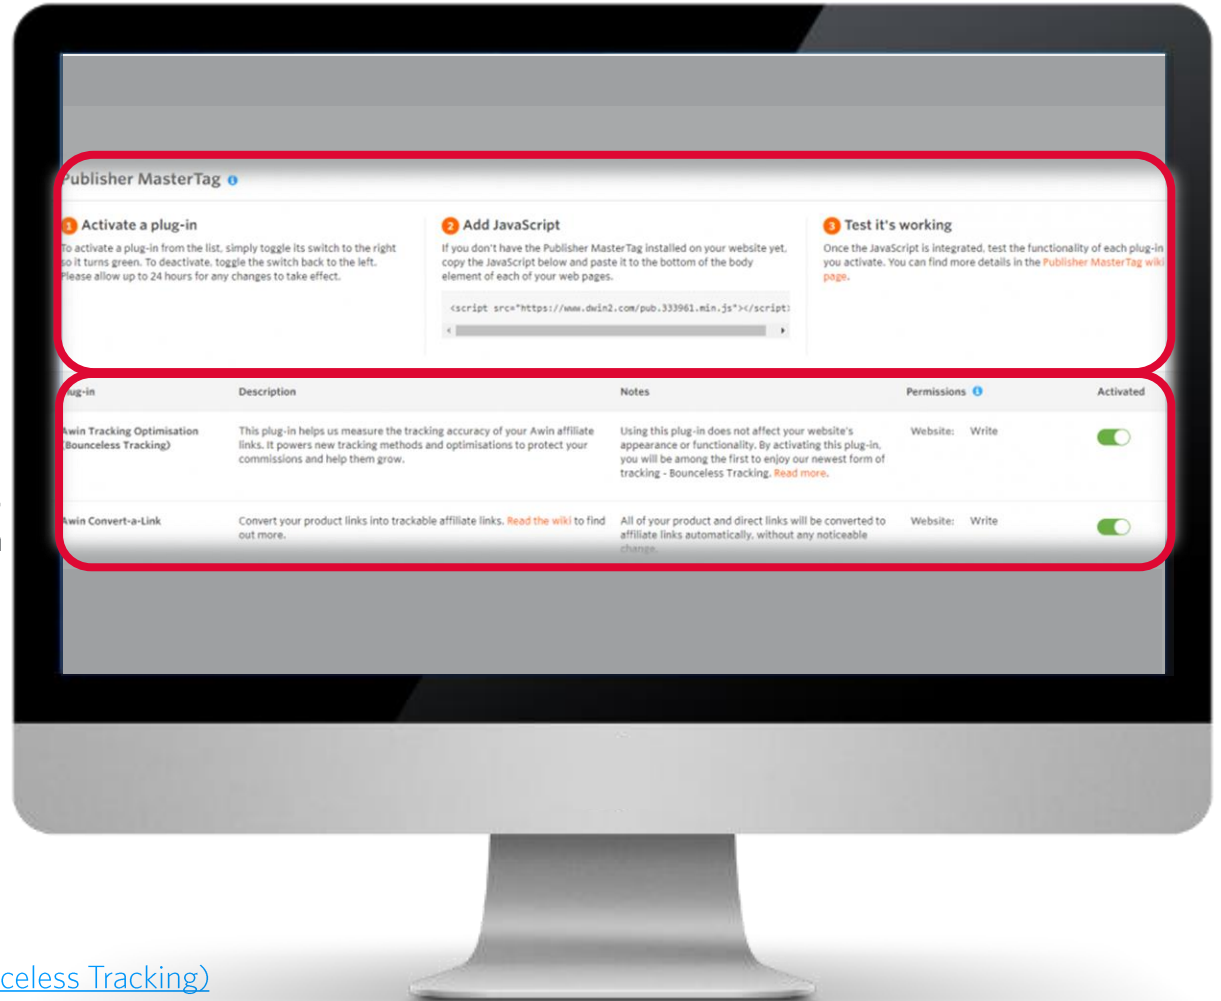 Publisher MasterTag
1 Activate a plug-in
To activate a plug-in from the list, simply toggle its switch to the right
so it turns green. To deactivate, toggle the switch back to the left.
Please allow up to 24 hours for any changes to take effect.
2 Add JavaScript
If you don't have the Publisher MasterTag installed on your website yet,
copy the JavaScript below and paste it to the bottom of the body
element of each of your web pages.
<script src="https://www.dwin2.com/pub.333961.min.js"></script>
3 Test it's working
Once the JavaScript is integrated, test the functionality of each plug-in
you activate. You can find more details in the Publisher MasterTag wiki
page.
Plug-in Description Notes Permissions Activated
Awin Tracking Optimisation
(Bounceless Tracking)
This plug-in helps us measure the tracking accuracy of your Awin affiliate
links. It powers new tracking methods and optimisations to protect your
commissions and help them grow.
Using this plug-in does not affect your website's
appearance or functionality. By activating this plug-in,
you will be among the first to enjoy our newest form of
tracking - Bounceless Tracking. Read more.
Website: Write
Awin Convert-a-Link
Convert your product links into trackable affiliate links. Read the wiki to find
out more.
All of your product and direct links will be converted to
affiliate links automatically, without any noticeable
change.
Website: Write
celess Tracking)